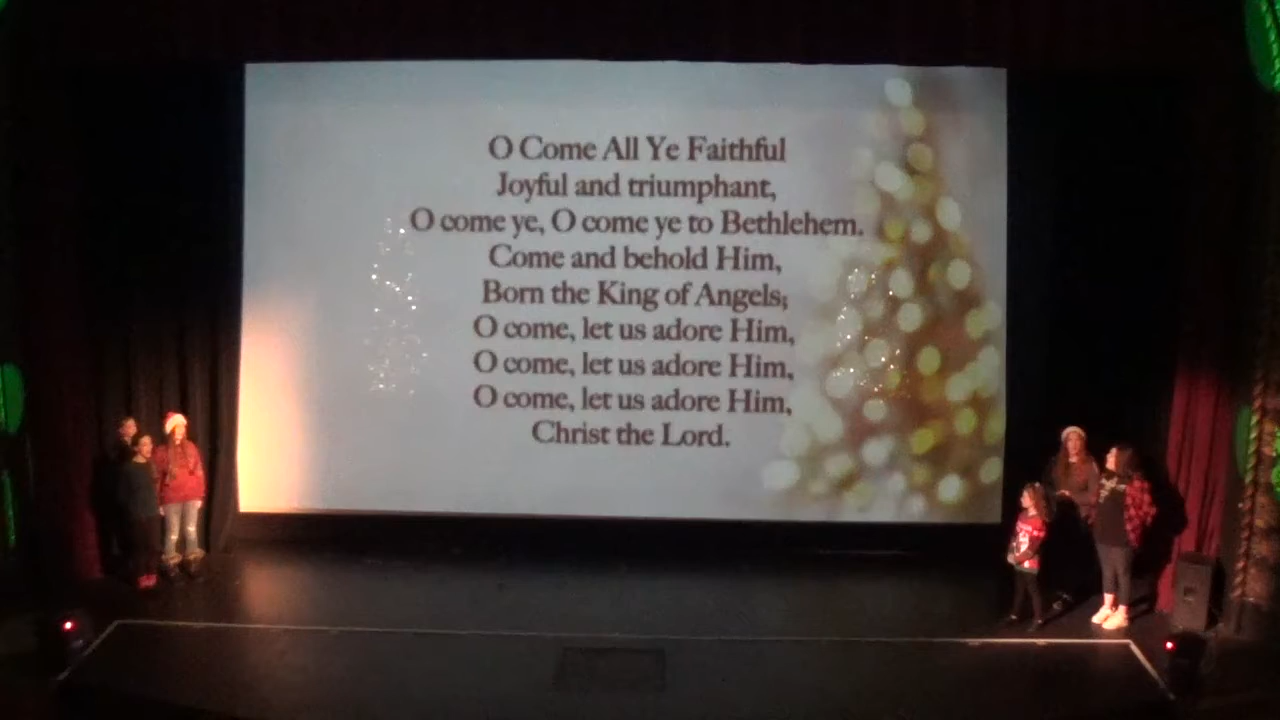 O Come All Ye Faithful
Joyful and triumphant,
O come ye, O come ye to Bethlehem.
Come and behold Him,
Born the King of Angels;
O come, let us adore Him,
O come, let us adore Him,
O come, let us adore Him,
Christ the Lord.